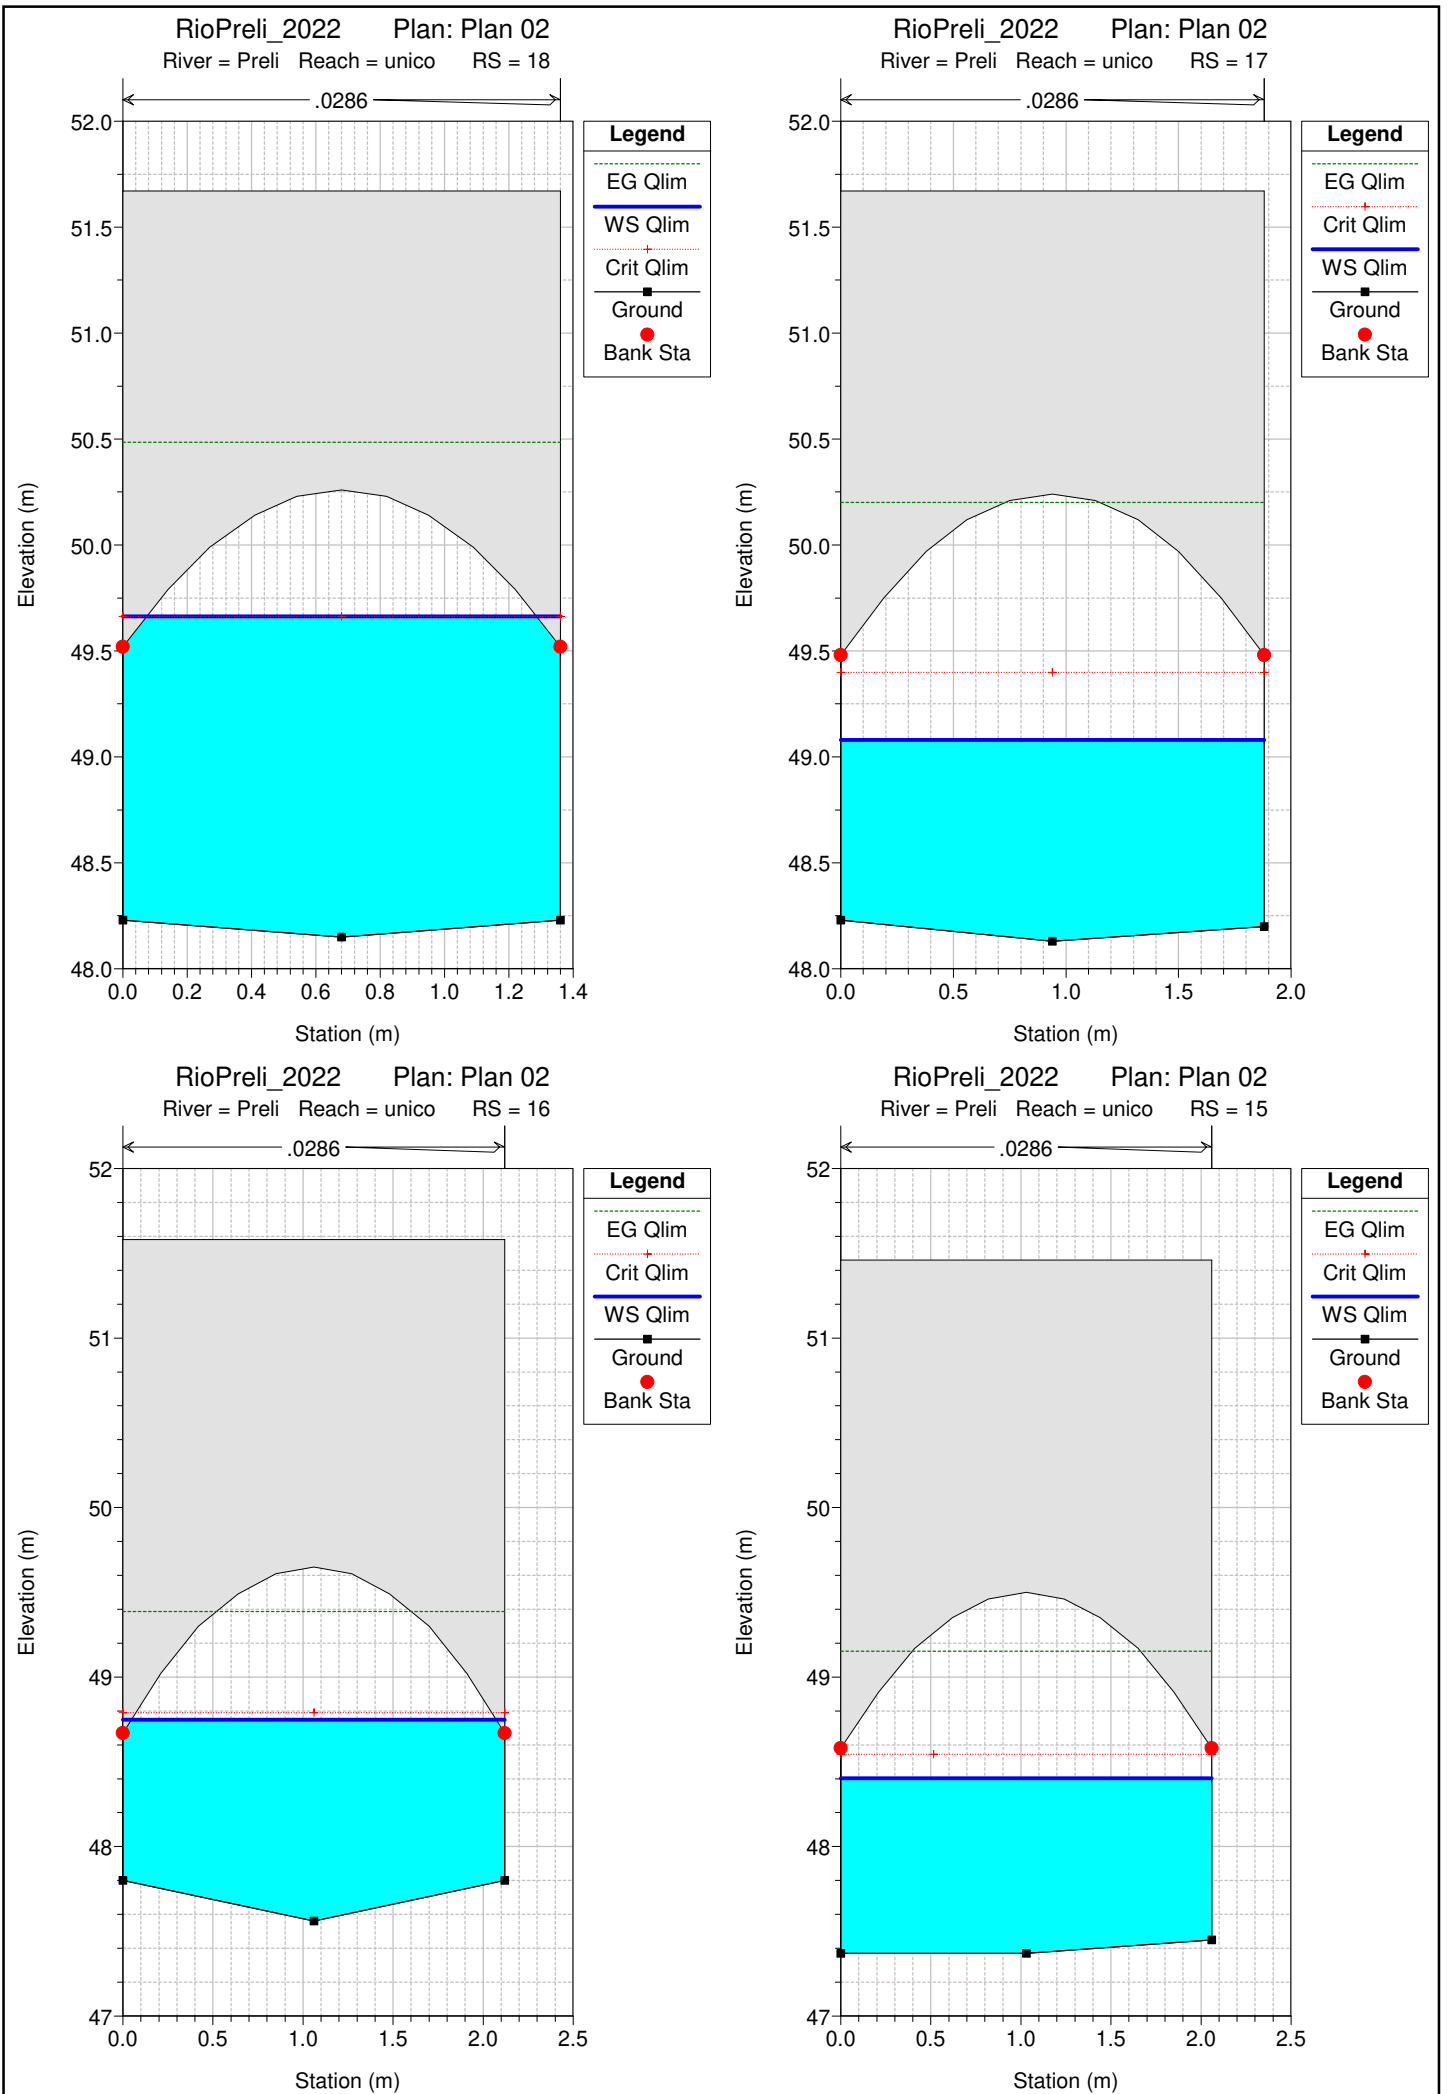 RioPreli_2022 Plan: Plan 02
River = Preli Reach = unico RS = 18
.0286
52.0
51.5
51.0
50.5
50.0
49.5
49.0
48.5
48.0
Elevation (m)
0.0 0.2 0.4 0.6 0.8 1.0 1.2 1.4
Station (m)
Legend
EG Qlim
WS Qlim
Crit Qlim
Ground
Bank Sta
RioPreli_2022 Plan: Plan 02
River = Preli Reach = unico RS = 17
.0286
52.0
51.5
51.0
50.5
50.0
49.5
49.0
48.5
48.0
Elevation (m)
0.0 0.5 1.0 1.5 2.0
Station (m)
Legend
EG Qlim
Crit Qlim
WS Qlim
Ground
Bank Sta
RioPreli_2022 Plan: Plan 02
River = Preli Reach = unico RS = 16
.0286
52
51
50
49
48
47
Elevation (m)
0.0 0.5 1.0 1.5 2.0 2.5
Station (m)
Legend
EG Qlim
Crit Qlim
WS Qlim
Ground
Bank Sta
RioPreli_2022 Plan: Plan 02
River = Preli Reach = unico RS = 15
.0286
52
51
50
49
48
47
Elevation (m)
0.0 0.5 1.0 1.5 2.0 2.5
Station (m)
Legend
EG Qlim
Crit Qlim
WS Qlim
Ground
Bank Sta